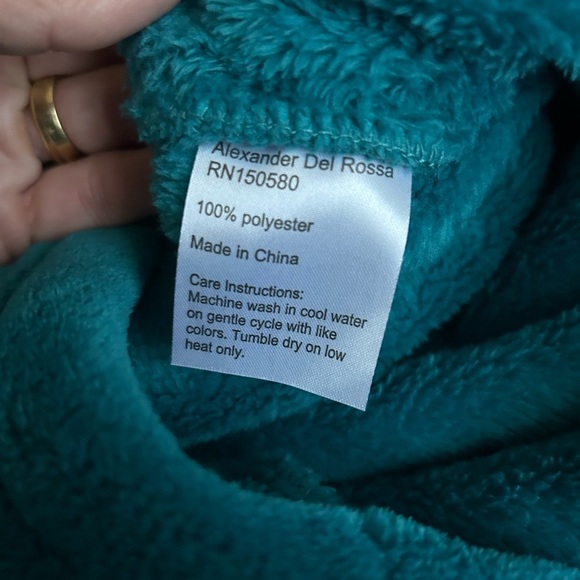 Alexander Del Rossa
RN150580
100% polyester
Made in China
Care Instructions:
Machine wash in cool water
on gentle cycle with like
colors. Tumble dry on low
heat only.